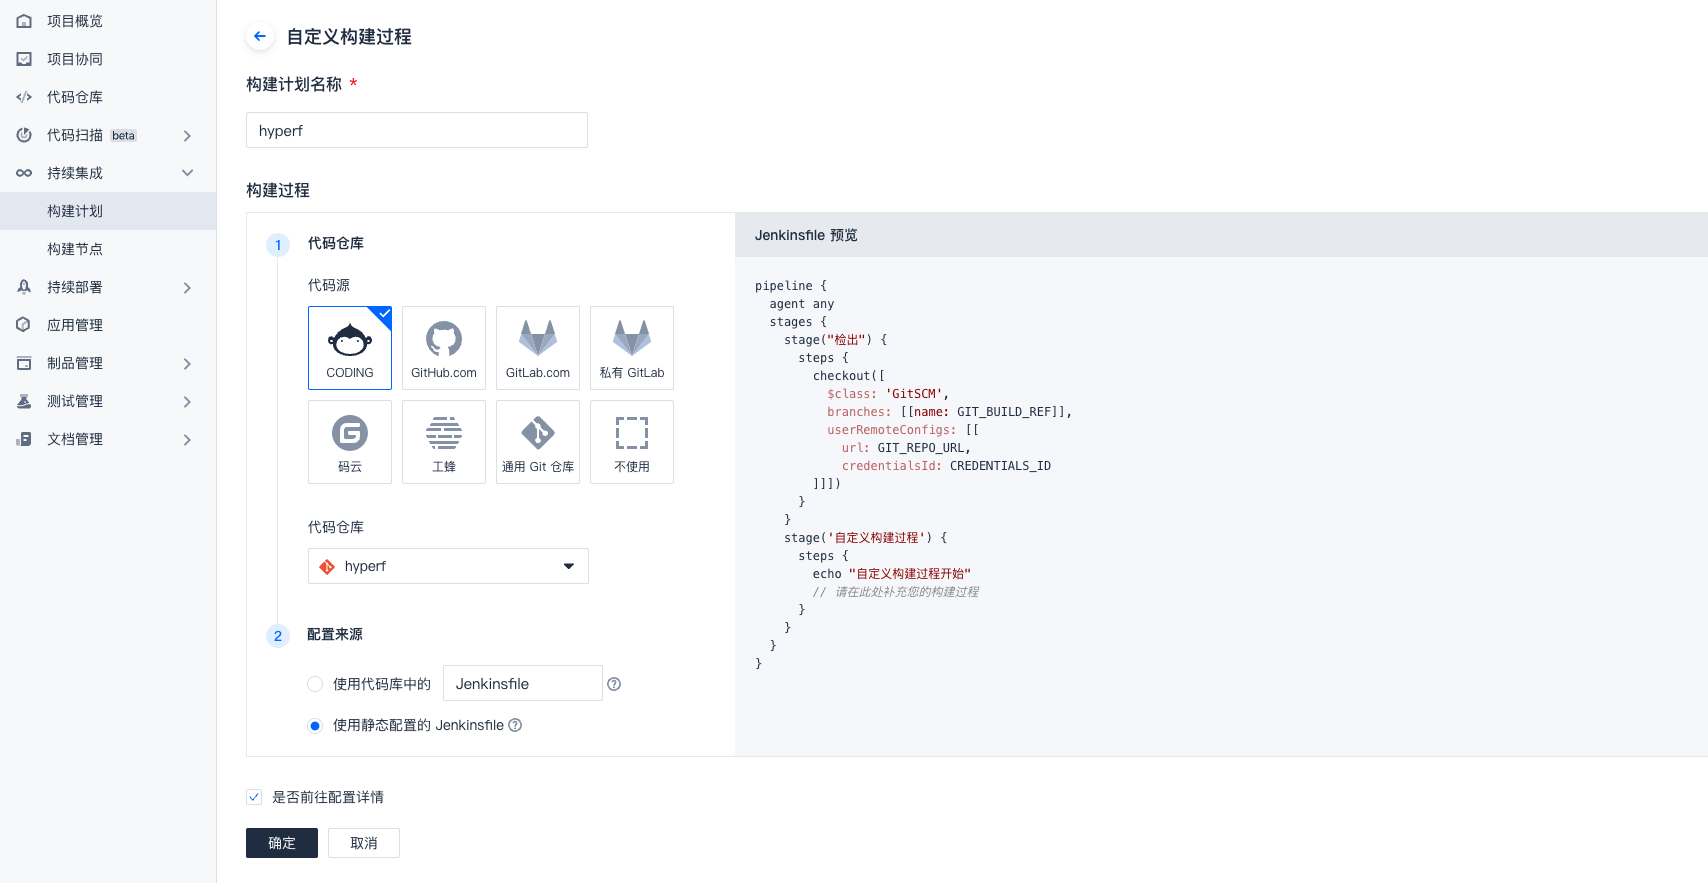 项目概览
项目协同
代码仓库
代码扫描 beta
持续集成
构建计划
构建节点
持续部署
应用管理
制品管理
测试管理
文档管理
自定义构建过程
构建计划名称 *
hyperf
构建过程
1 代码仓库
代码源
CODING GitHub.com GitLab.com 私有 GitLab
码云 工蜂 通用 Git 仓库 不使用
代码仓库
hyperf
2 配置来源
使用代码库中的 Jenkinsfile
使用静态配置的 Jenkinsfile
Jenkinsfile 预览
pipeline {
  agent any
  stages {
    stage("检出") {
      steps {
        checkout([
          $class: 'GitSCM',
          branches: [[name: GIT_BUILD_REF]],
          userRemoteConfigs: [[
            url: GIT_REPO_URL,
            credentialsId: CREDENTIALS_ID
        ]]])
      }
    }
    stage('自定义构建过程') {
      steps {
        echo "自定义构建过程开始"
        // 请在此处补充您的构建过程
      }
    }
  }
}
是否前往配置详情
确定 取消